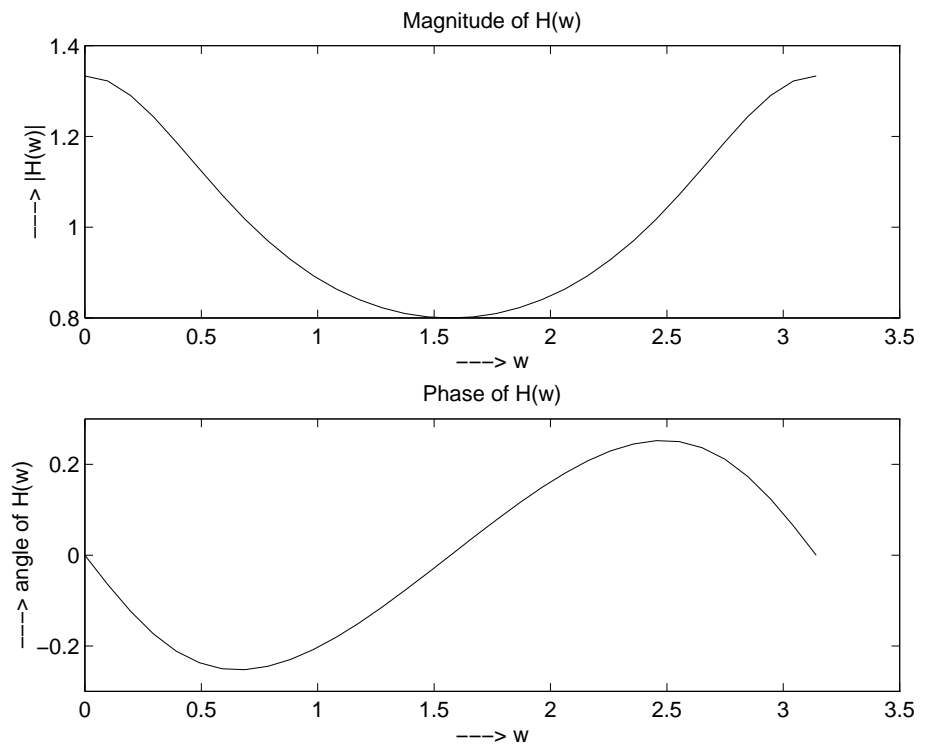 Magnitude of H(w)
1.4
1.2
1
0.8
−−−> |H(w)|
0 0.5 1 1.5 2 2.5 3 3.5
−−−> w
Phase of H(w)
0.2
0
−0.2
−−−> angle of H(w)
0 0.5 1 1.5 2 2.5 3 3.5
−−−> w